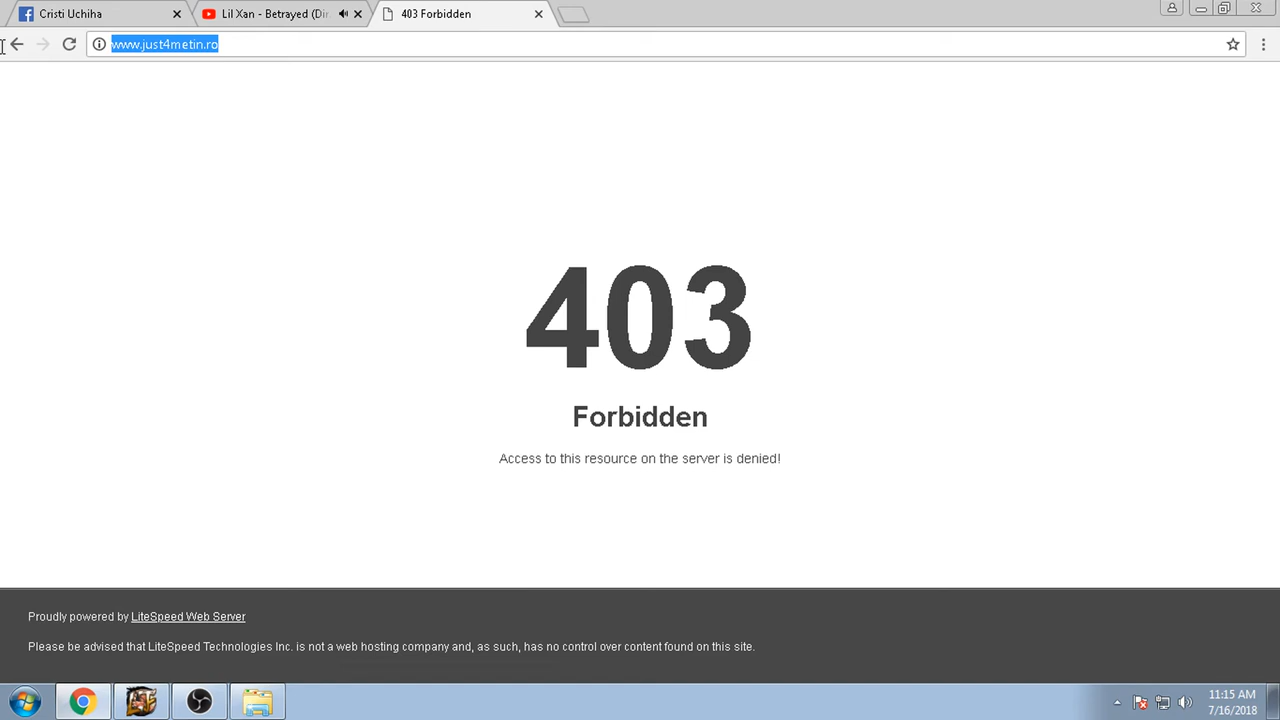 Cristi Uchiha
Lil Xan - Betrayed (Dir
403 Forbidden
www.just4metin.ro
403
Forbidden
Access to this resource on the server is denied!
Proudly powered by LiteSpeed Web Server
Please be advised that LiteSpeed Technologies Inc. is not a web hosting company and, as such, has no control over content found on this site.
11:15 AM
7/16/2018